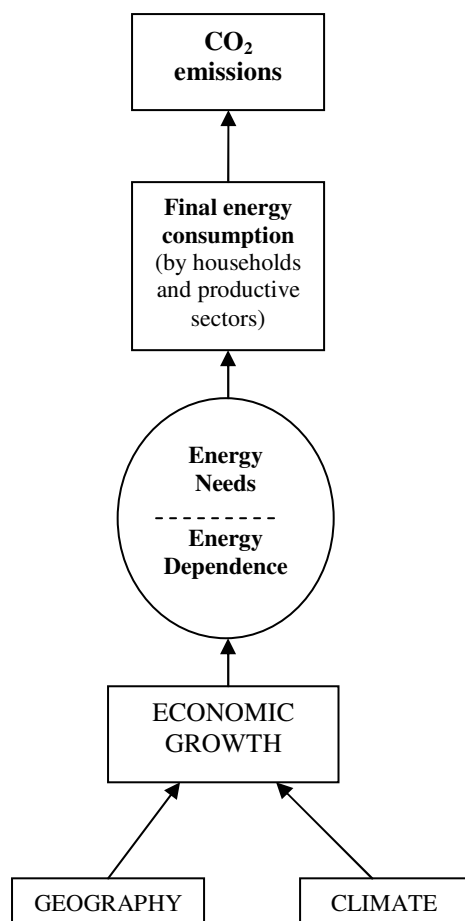 CO₂
emissions
Final energy
consumption
(by households
and productive
sectors)
Energy
Needs
Energy
Dependence
ECONOMIC
GROWTH
GEOGRAPHY
CLIMATE